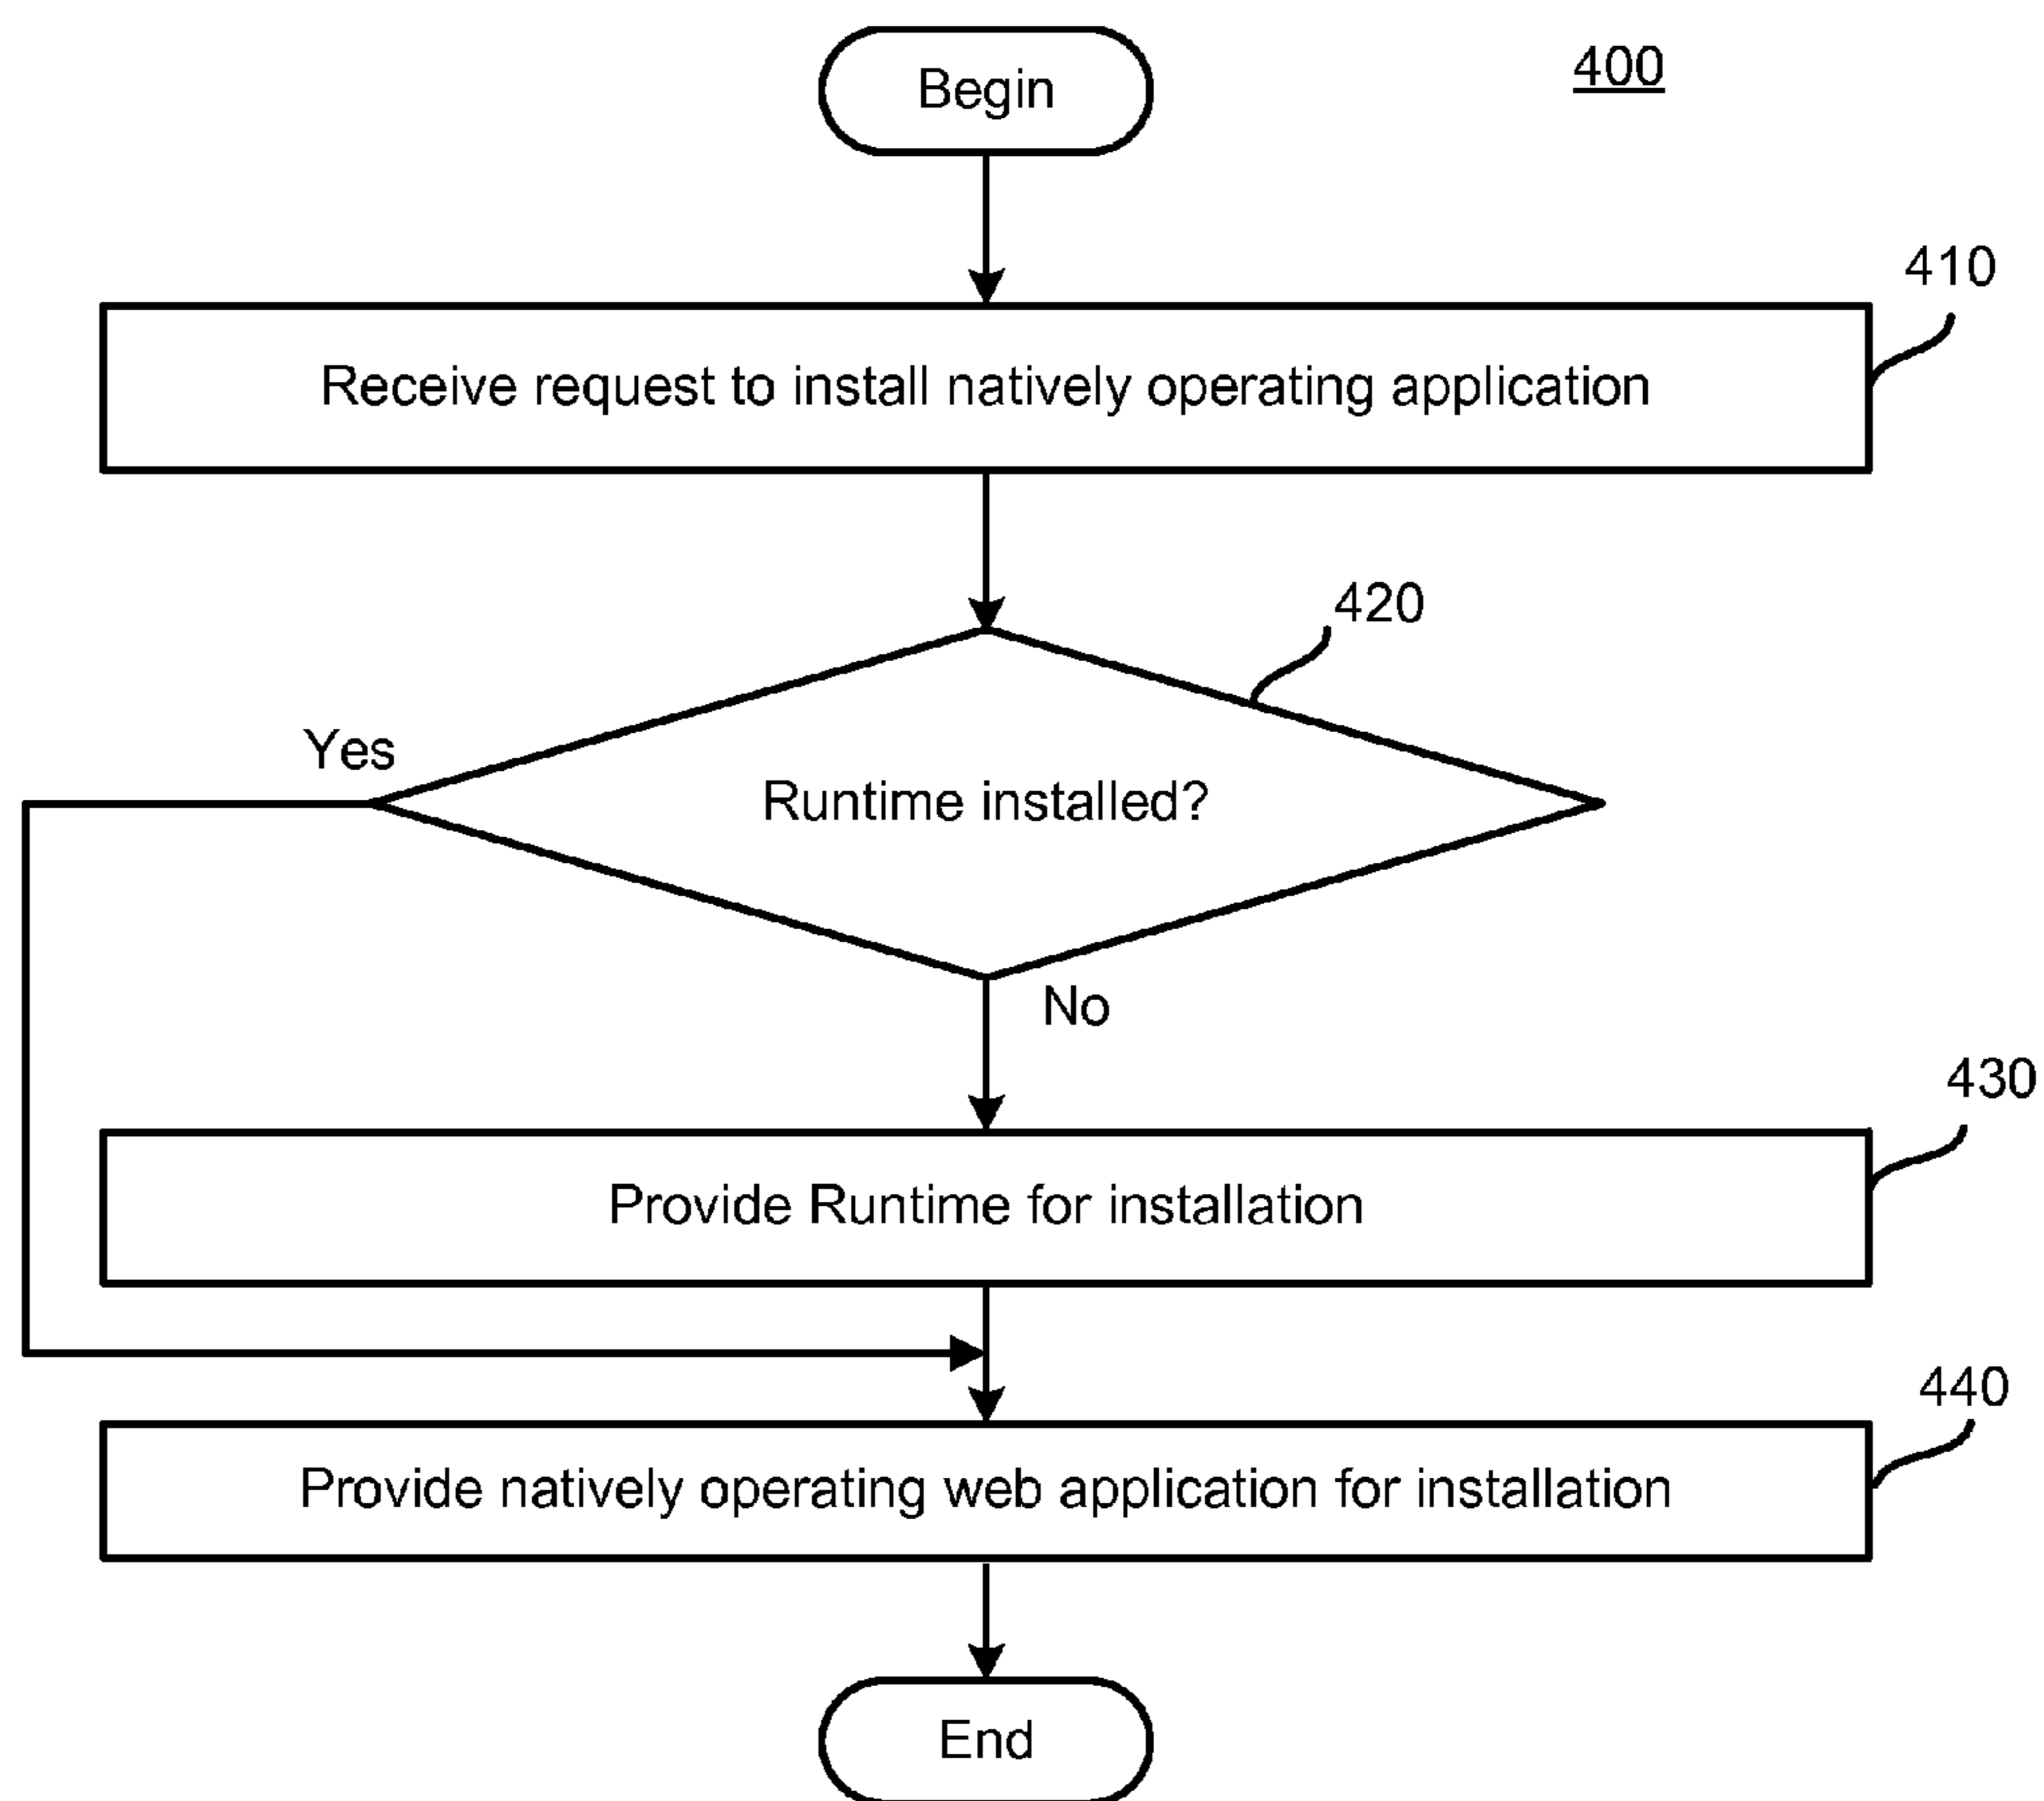 Begin
400
410
Receive request to install natively operating application
420
Yes
Runtime installed?
No
430
Provide Runtime for installation
440
Provide natively operating web application for installation
End